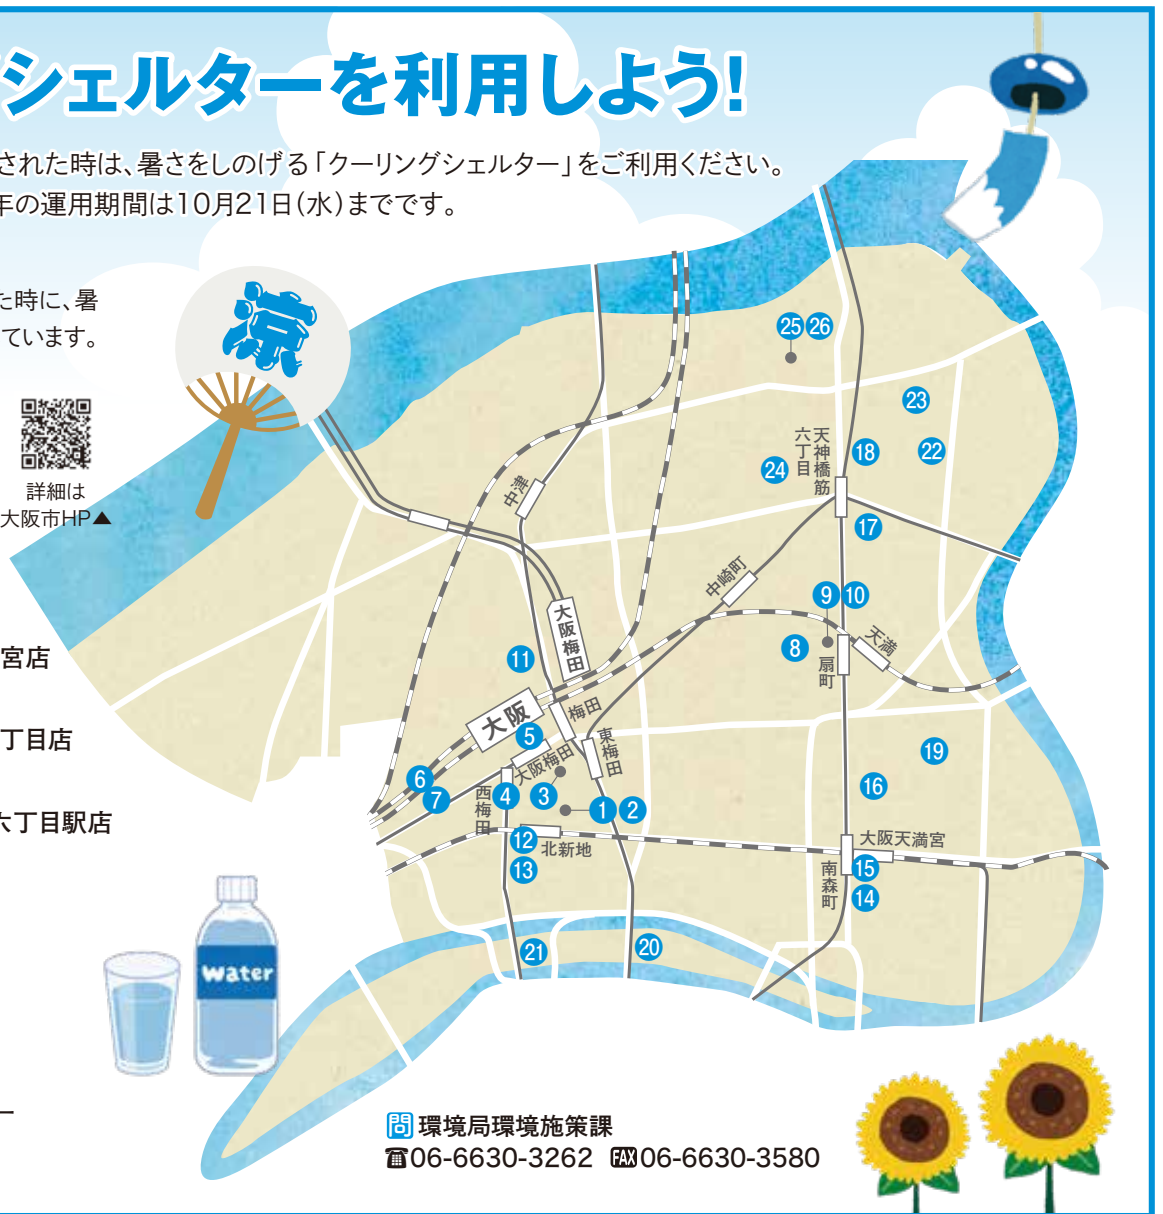 シェルターを利用しよう!
された時は、暑さをしのげる「クーリングシェルター」をご利用ください。
年の運用期間は10月21日(水)までです。
た時に、暑
ています。
涼
詳細は
大阪市HP▲
宮店
丁目店
六丁目駅店
ー
25 26
23
天神橋筋六丁目
18
22
24
17
中津
中崎町
9 10
大阪梅田
8
扇町
天満
11
大阪
梅田
5
大阪梅田
東梅田
19
6
7
西梅田
4
3
1 2
16
12
北新地
大阪天満宮
13
南森町
15
14
21
20
Water
問 環境局環境施策課
☎06-6630-3262 FAX06-6630-3580